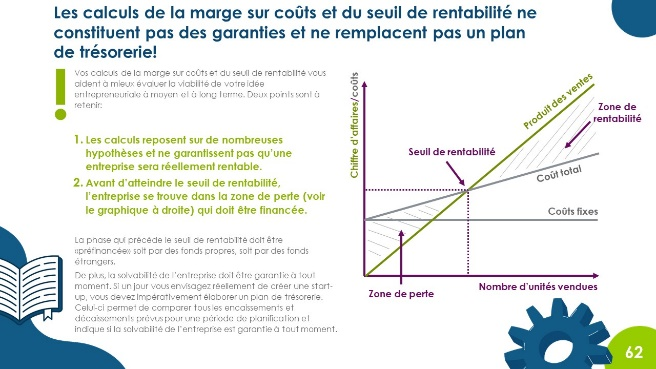 Les calculs de la marge sur coûts et du seuil de rentabilité ne
constituent pas des garanties et ne remplacent pas un plan
de trésorerie!
Vos calculs de la marge sur coûts et du seuil de rentabilité vous
aident à mieux évaluer la viabilité de votre idée
entrepreneuriale à moyen et à long terme. Deux points sont à
retenir:
1. Les calculs reposent sur de nombreuses
hypothèses et ne garantissent pas qu'une
entreprise sera réellement rentable.
2. Avant d'atteindre le seuil de rentabilité,
l'entreprise se trouve dans la zone de perte (voir
le graphique à droite) qui doit être financée.
La phase qui précède le seuil de rentabilité doit être
«préfinancée» soit par des fonds propres, soit par des fonds
étrangers.
De plus, la solvabilité de l'entreprise doit être garantie à tout
moment. Si un jour vous envisagez réellement de créer une start-
up, vous devez impérativement élaborer un plan de trésorerie.
Celui-ci permet de comparer tous les encaissements et
décaissements prévus pour une période de planification et
indique si la solvabilité de l'entreprise est garantie à tout moment.
Chiffre d'affaires/coûts
Produit des ventes
Zone de
rentabilité
Seuil de rentabilité
Coût total
Coûts fixes
Zone de perte
Nombre d'unités vendues
62